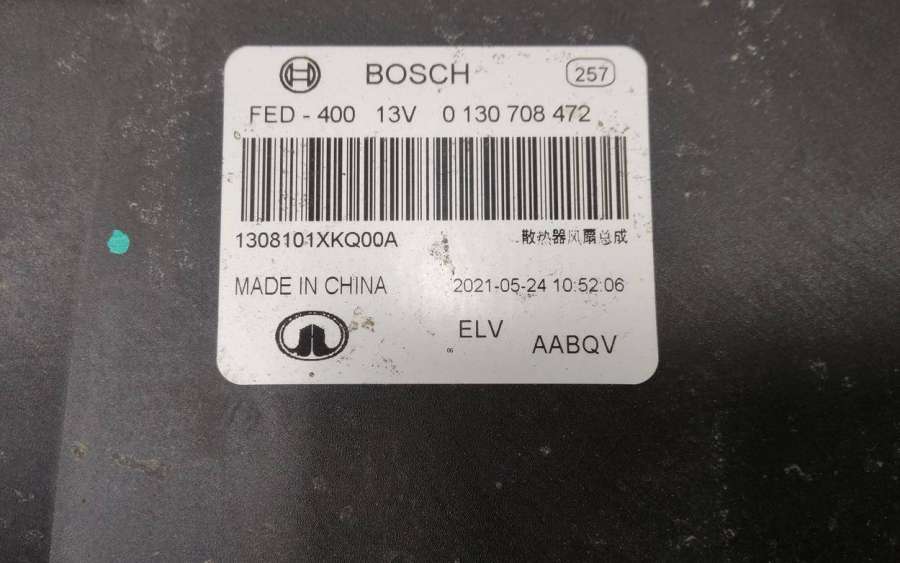 BOSCH 257
FED - 400 13V 0 130 708 472
1308101XKQ00A 散热器风扇总成
MADE IN CHINA 2021-05-24 10:52:06
ELV
06
AABQV